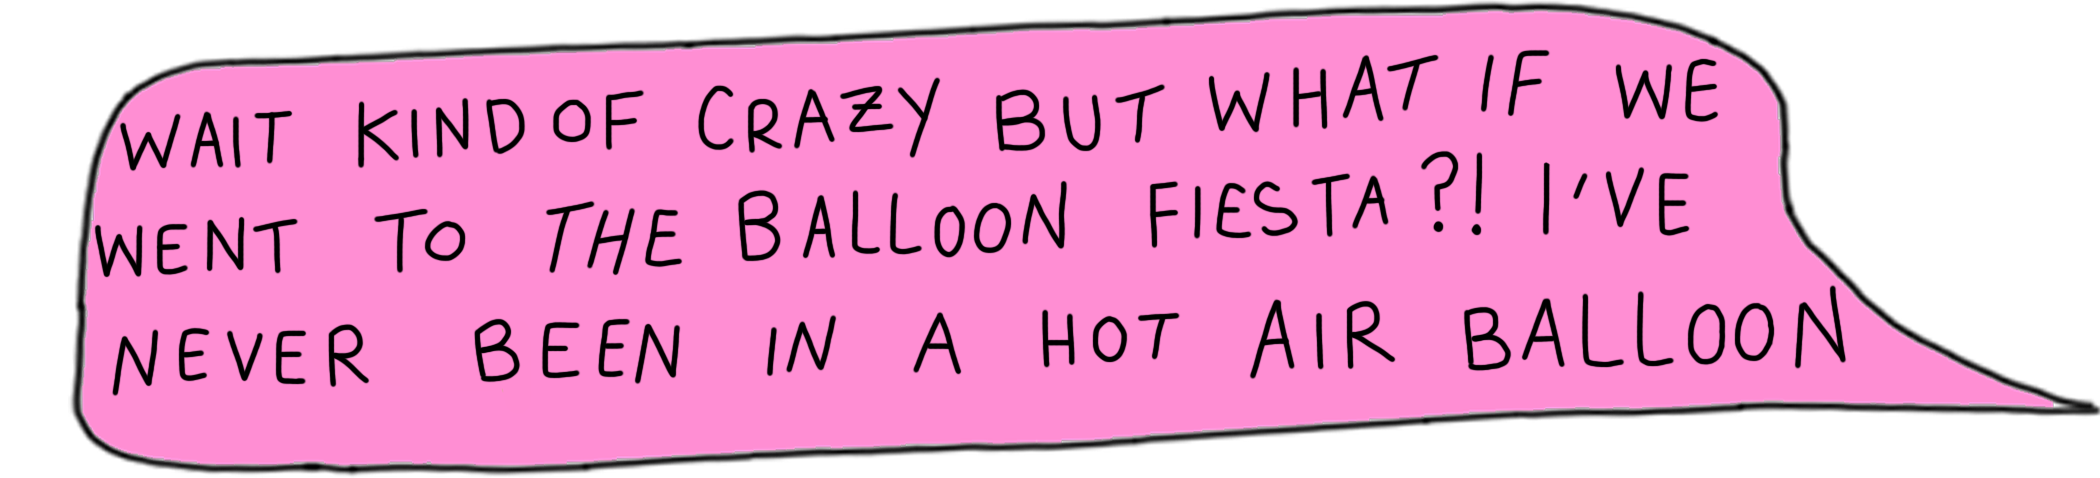 WAIT KIND OF CRAZY BUT WHAT IF WE
WENT TO THE BALLOON FIESTA?! I'VE
NEVER BEEN IN A HOT AIR BALLOON